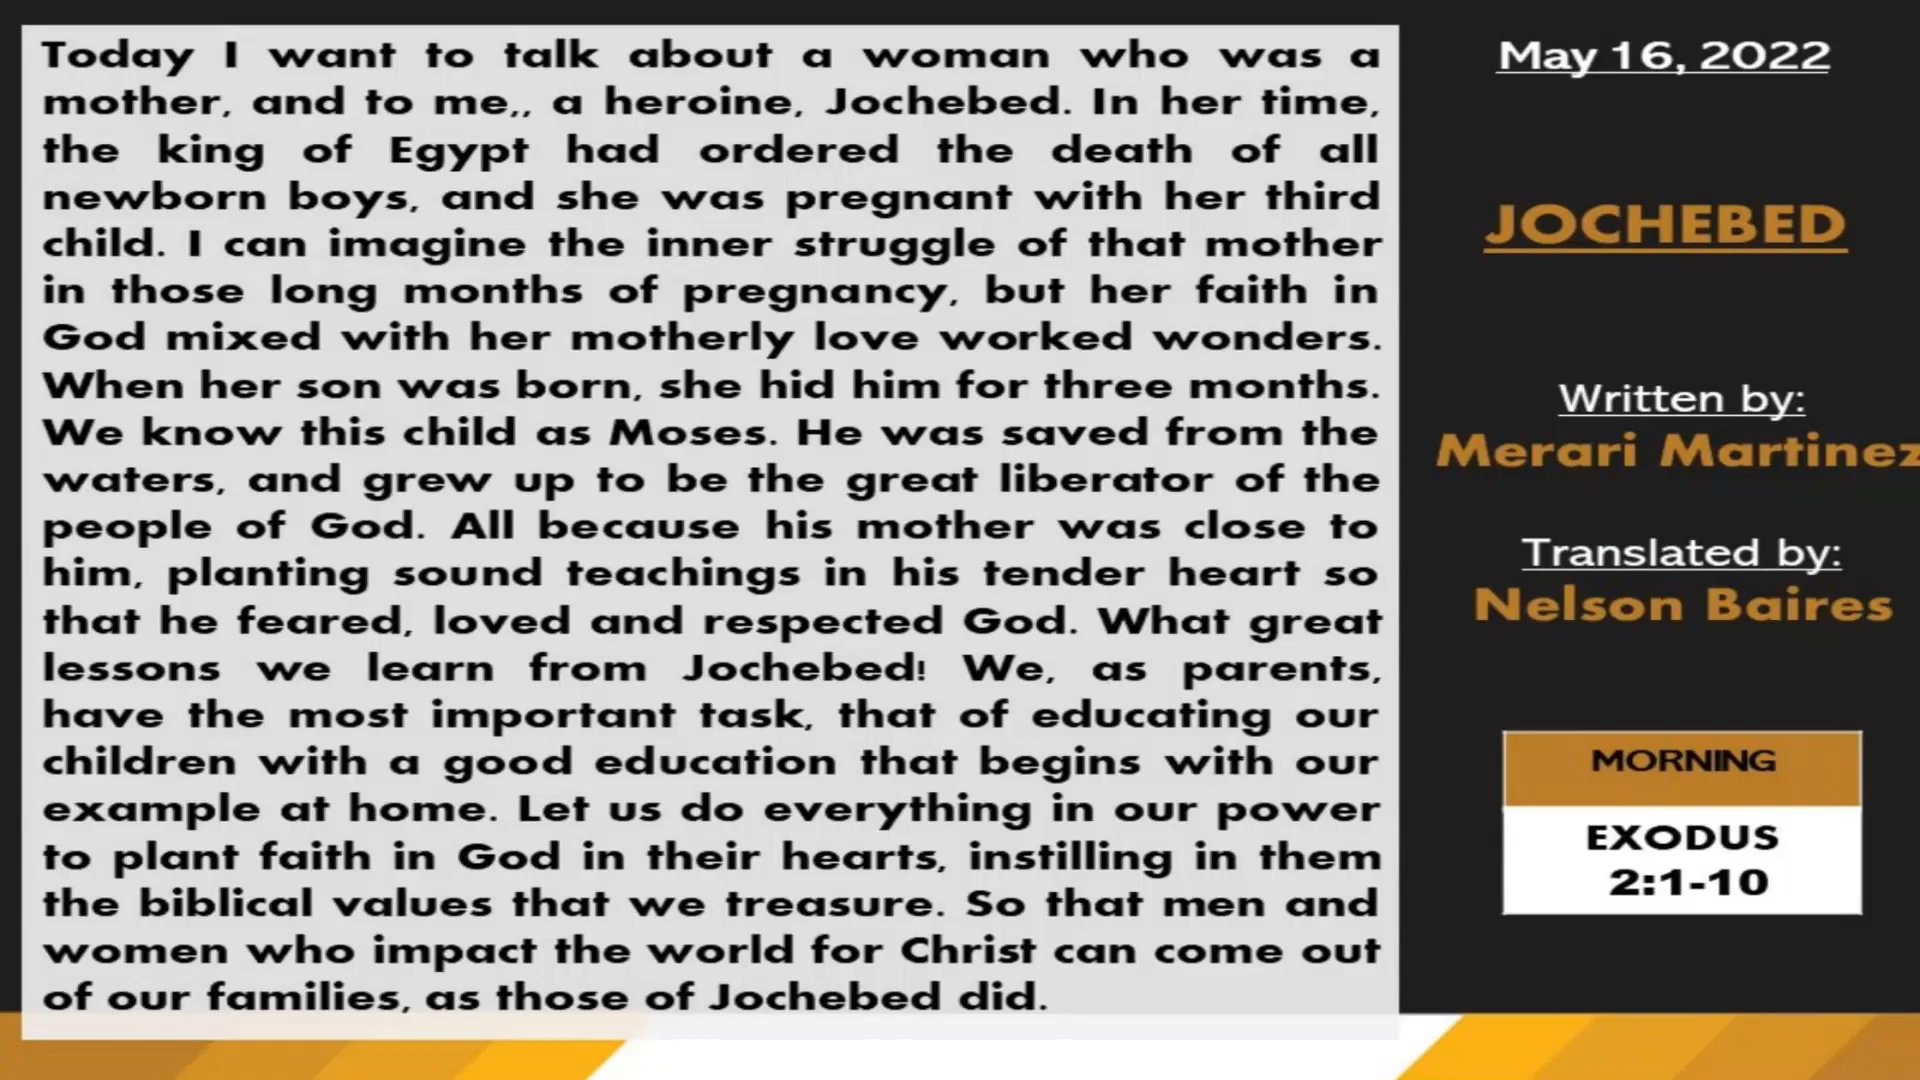 Today I want to talk about a woman who was a
mother, and to me,, a heroine, Jochebed. In her time,
the king of Egypt had ordered the death of all
newborn boys, and she was pregnant with her third
child. I can imagine the inner struggle of that mother
in those long months of pregnancy, but her faith in
God mixed with her motherly love worked wonders.
When her son was born, she hid him for three months.
We know this child as Moses. He was saved from the
waters, and grew up to be the great liberator of the
people of God. All because his mother was close to
him, planting sound teachings in his tender heart so
that he feared, loved and respected God. What great
lessons we learn from Jochebed! We, as parents,
have the most important task, that of educating our
children with a good education that begins with our
example at home. Let us do everything in our power
to plant faith in God in their hearts, instilling in them
the biblical values that we treasure. So that men and
women who impact the world for Christ can come out
of our families, as those of Jochebed did.
May 16, 2022
JOCHEBED
Written by:
Merari Martinez
Translated by:
Nelson Baires
MORNING
EXODUS
2:1-10